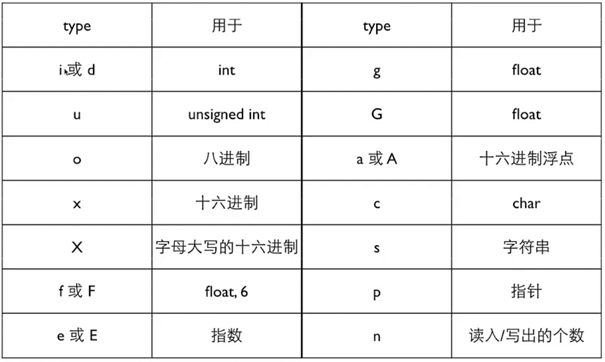 type 用于 type 用于
i 或 d int g float
u unsigned int G float
o 八进制 a 或 A 十六进制浮点
x 十六进制 c char
X 字母大写的十六进制 s 字符串
f 或 F float, 6 p 指针
e 或 E 指数 n 读入/写出的个数